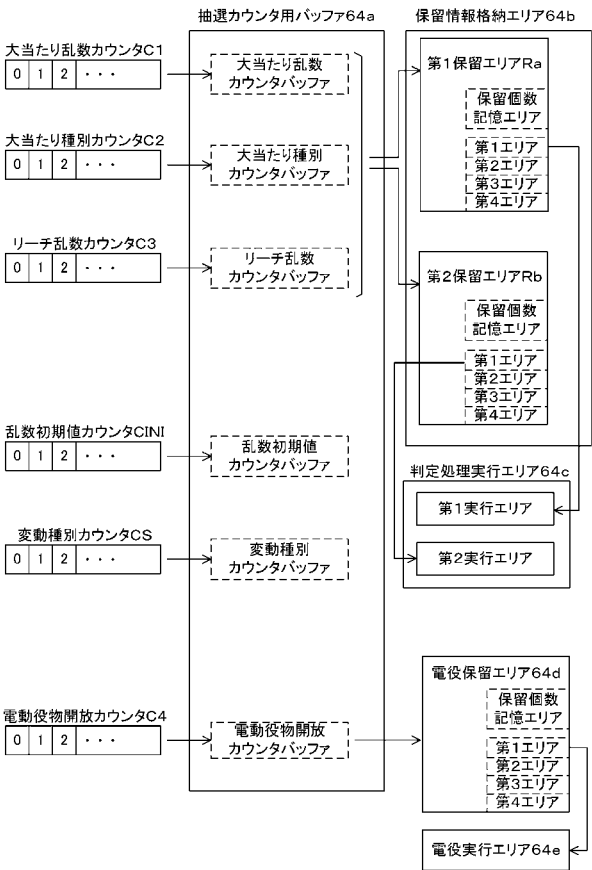 抽選カウンタ用バッファ64a
保留情報格納エリア64b
大当たり乱数カウンタC1
0 1 2 ・・・
大当たり乱数
カウンタバッファ
第1保留エリアRa
保留個数
記憶エリア
第1エリア
第2エリア
第3エリア
第4エリア
大当たり種別カウンタC2
0 1 2 ・・・
大当たり種別
カウンタバッファ
リーチ乱数カウンタC3
0 1 2 ・・・
リーチ乱数
カウンタバッファ
第2保留エリアRb
保留個数
記憶エリア
第1エリア
第2エリア
第3エリア
第4エリア
乱数初期値カウンタCINI
0 1 2 ・・・
乱数初期値
カウンタバッファ
判定処理実行エリア64c
第1実行エリア
第2実行エリア
変動種別カウンタCS
0 1 2 ・・・
変動種別
カウンタバッファ
電動役物開放カウンタC4
0 1 2 ・・・
電動役物開放
カウンタバッファ
電役保留エリア64d
保留個数
記憶エリア
第1エリア
第2エリア
第3エリア
第4エリア
電役実行エリア64e